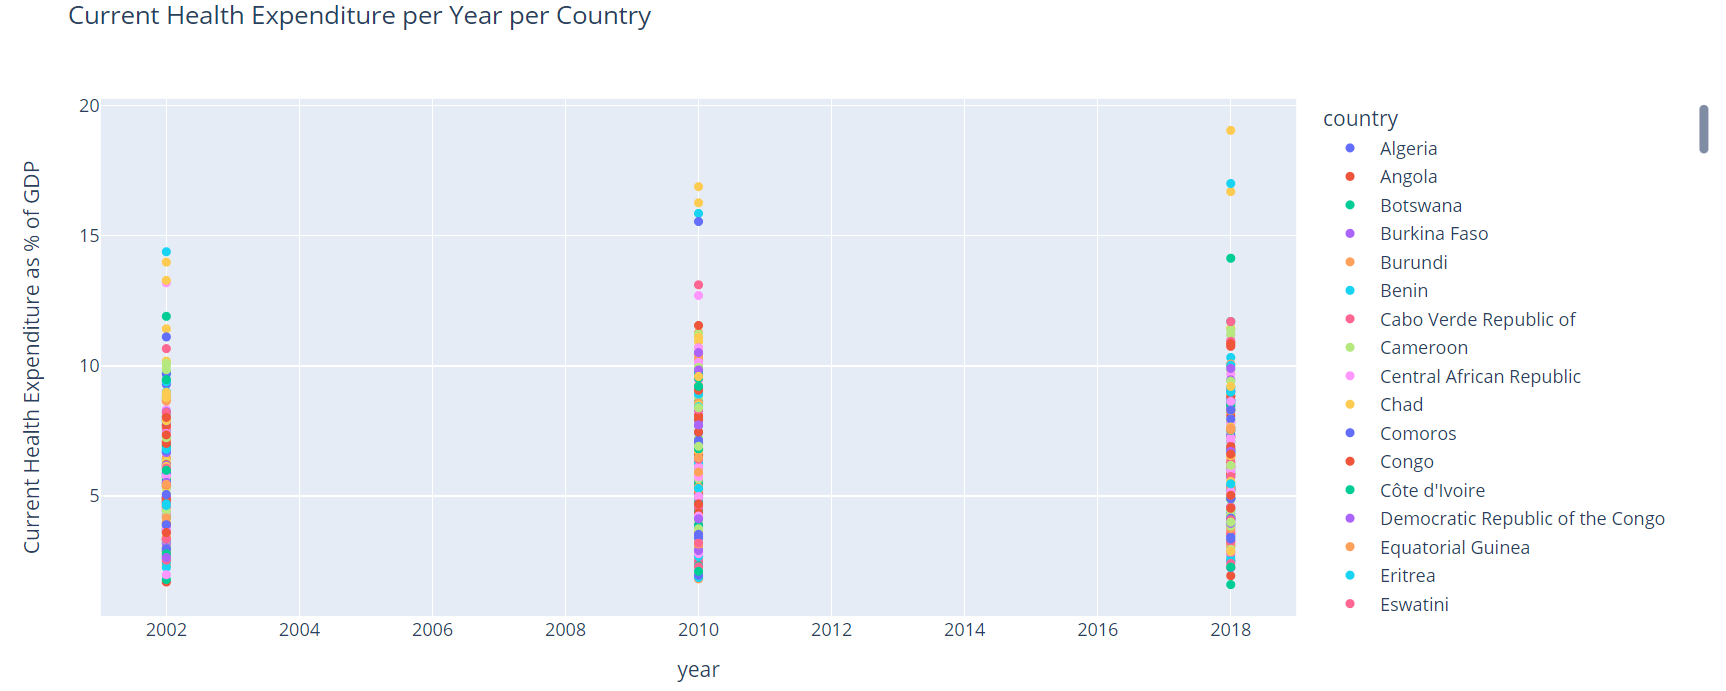 Current Health Expenditure per Year per Country
Current Health Expenditure as % of GDP
20
15
10
5
2002
2004
2006
2008
2010
2012
2014
2016
2018
year
country
Algeria
Angola
Botswana
Burkina Faso
Burundi
Benin
Cabo Verde Republic of
Cameroon
Central African Republic
Chad
Comoros
Congo
Côte d'Ivoire
Democratic Republic of the Congo
Equatorial Guinea
Eritrea
Eswatini